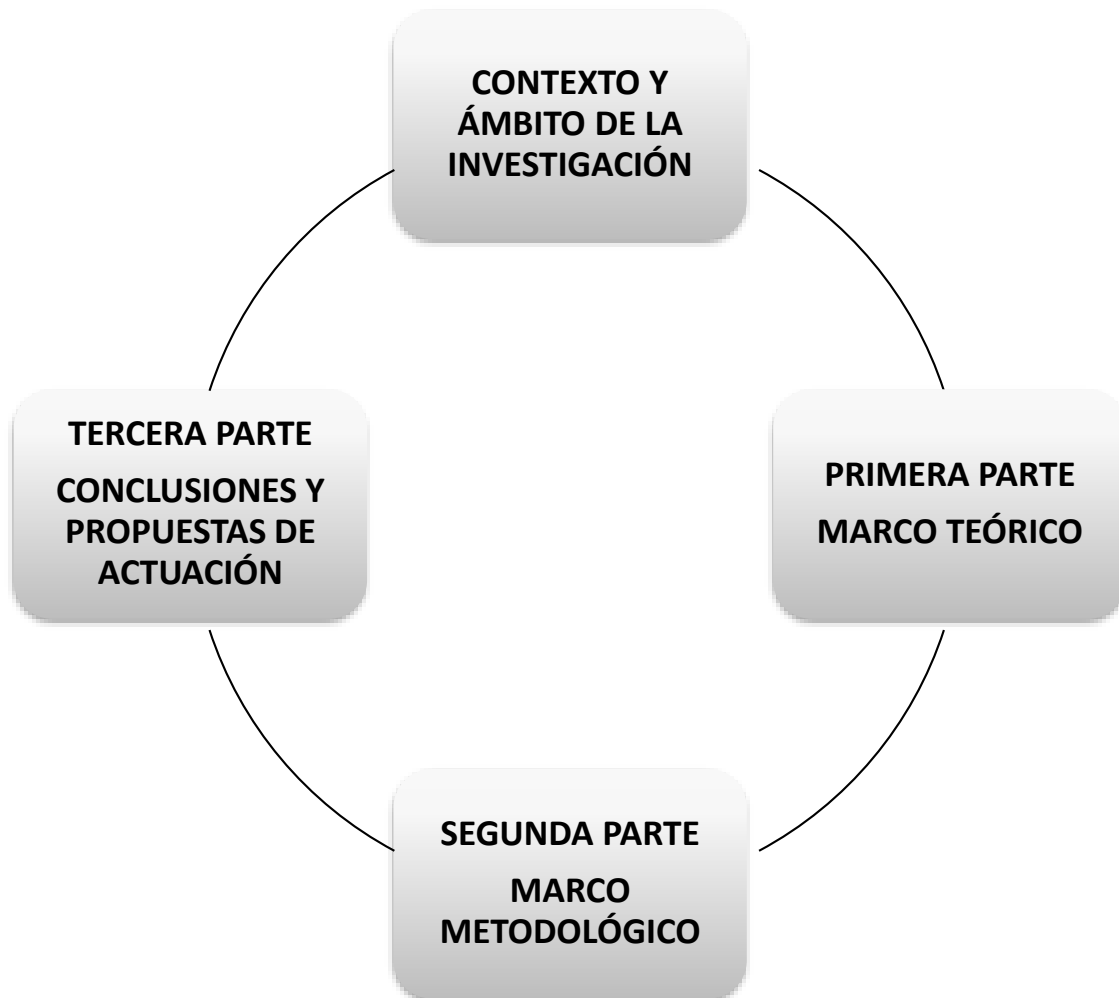 CONTEXTO Y
ÁMBITO DE LA
INVESTIGACIÓN
PRIMERA PARTE
MARCO TEÓRICO
SEGUNDA PARTE
MARCO
METODOLÓGICO
TERCERA PARTE
CONCLUSIONES Y
PROPUESTAS DE
ACTUACIÓN